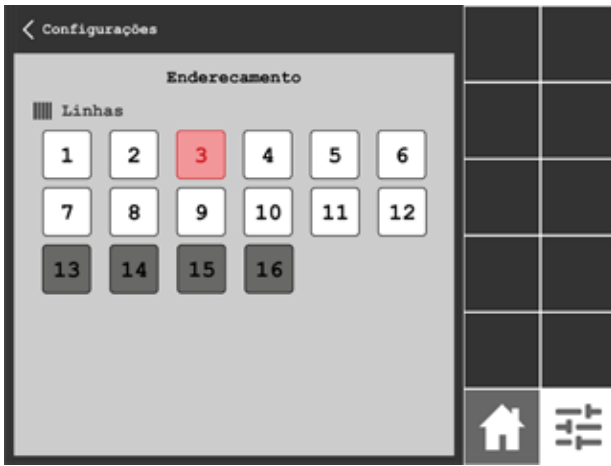 Configurações
Enderecamento
Linhas
1 2 3 4 5 6
7 8 9 10 11 12
13 14 15 16